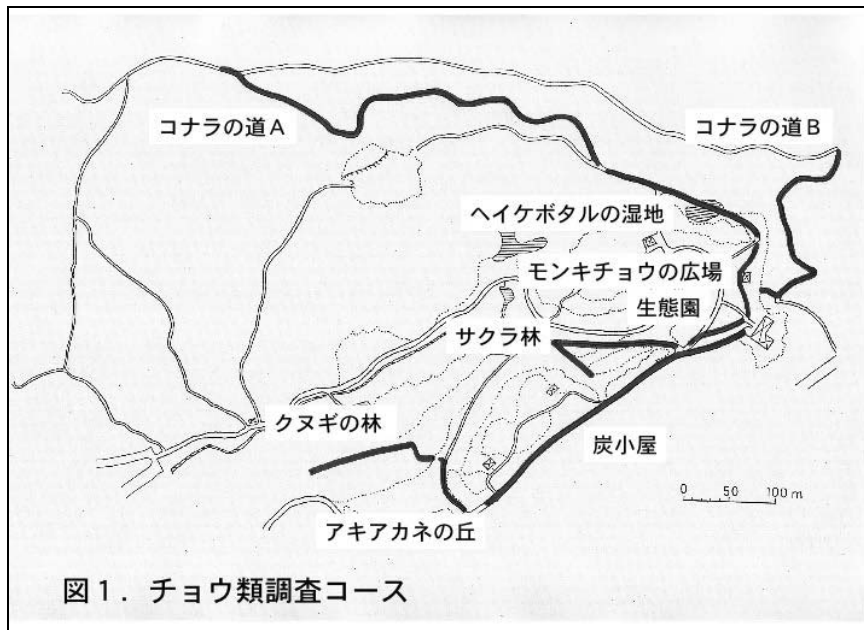 コナラの道A
コナラの道B
ヘイケボタルの湿地
モンキチョウの広場
生態園
サクラ林
クヌギの林
炭小屋
アキアカネの丘
0 50 100 m
図1．チョウ類調査コース